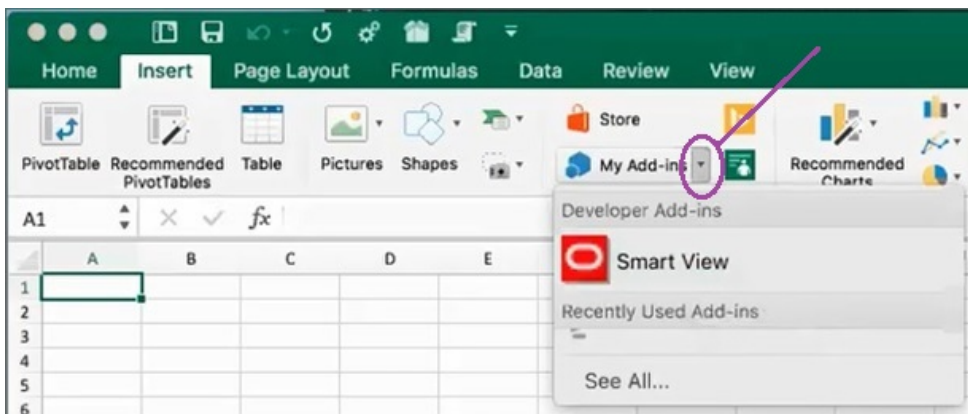 Home Insert Page Layout Formulas Data Review View
Store
PivotTable Recommended PivotTables Table Pictures Shapes My Add-ins Recommended Charts
A1 fx
Developer Add-ins
A B C D E
Smart View
1
2
Recently Used Add-ins
3
4
See All...
5
6